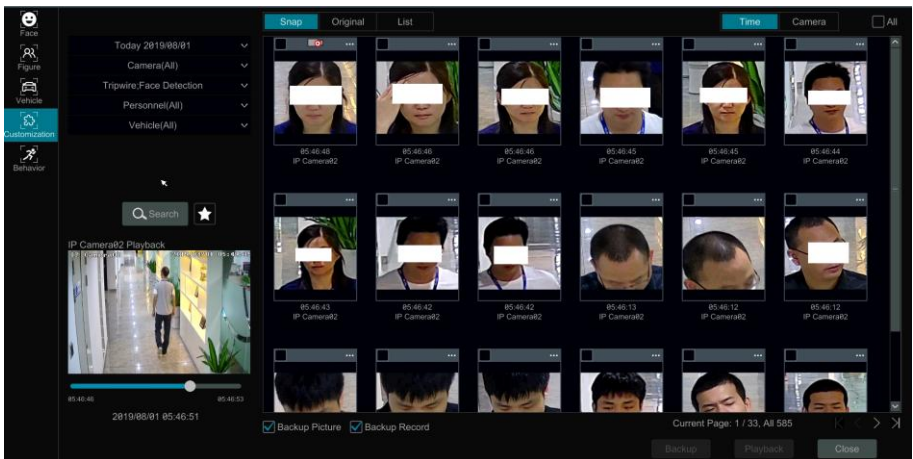 Face
Figure
Vehicle
Customization
Behavior
Today 2019/08/01
Camera(All)
Tripwire;Face Detection
Personnel(All)
Vehicle(All)
Search
IP Camera02 Playback
05:46:46
05:46:53
2019/08/01 05:46:51
Snap Original List
Time Camera All
05:46:48 05:46:46 05:46:46 05:46:45 05:46:45 05:46:44
IP Camera02 IP Camera02 IP Camera02 IP Camera02 IP Camera02 IP Camera02
05:46:43 05:46:42 05:46:42 05:46:13 05:46:12 05:46:12
IP Camera02 IP Camera02 IP Camera02 IP Camera02 IP Camera02 IP Camera02
Backup Picture Backup Record
Current Page: 1 / 33, All 585
Backup Playback Close